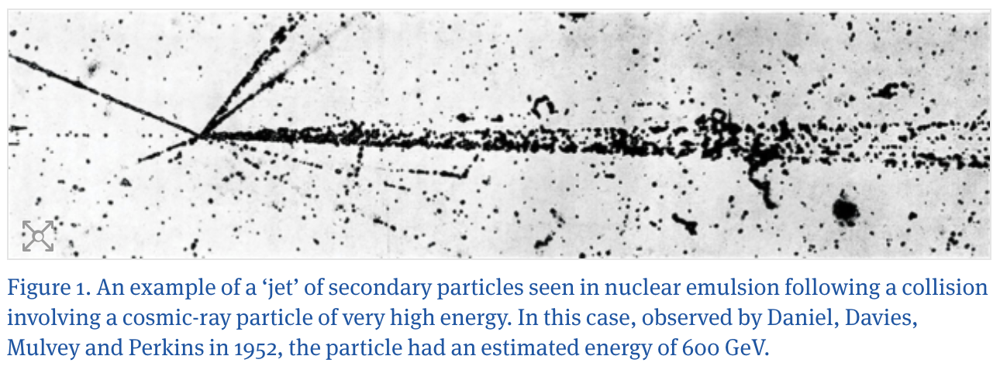 Figure 1. An example of a ‘jet’ of secondary particles seen in nuclear emulsion following a collision
involving a cosmic-ray particle of very high energy. In this case, observed by Daniel, Davies,
Mulvey and Perkins in 1952, the particle had an estimated energy of 600 GeV.